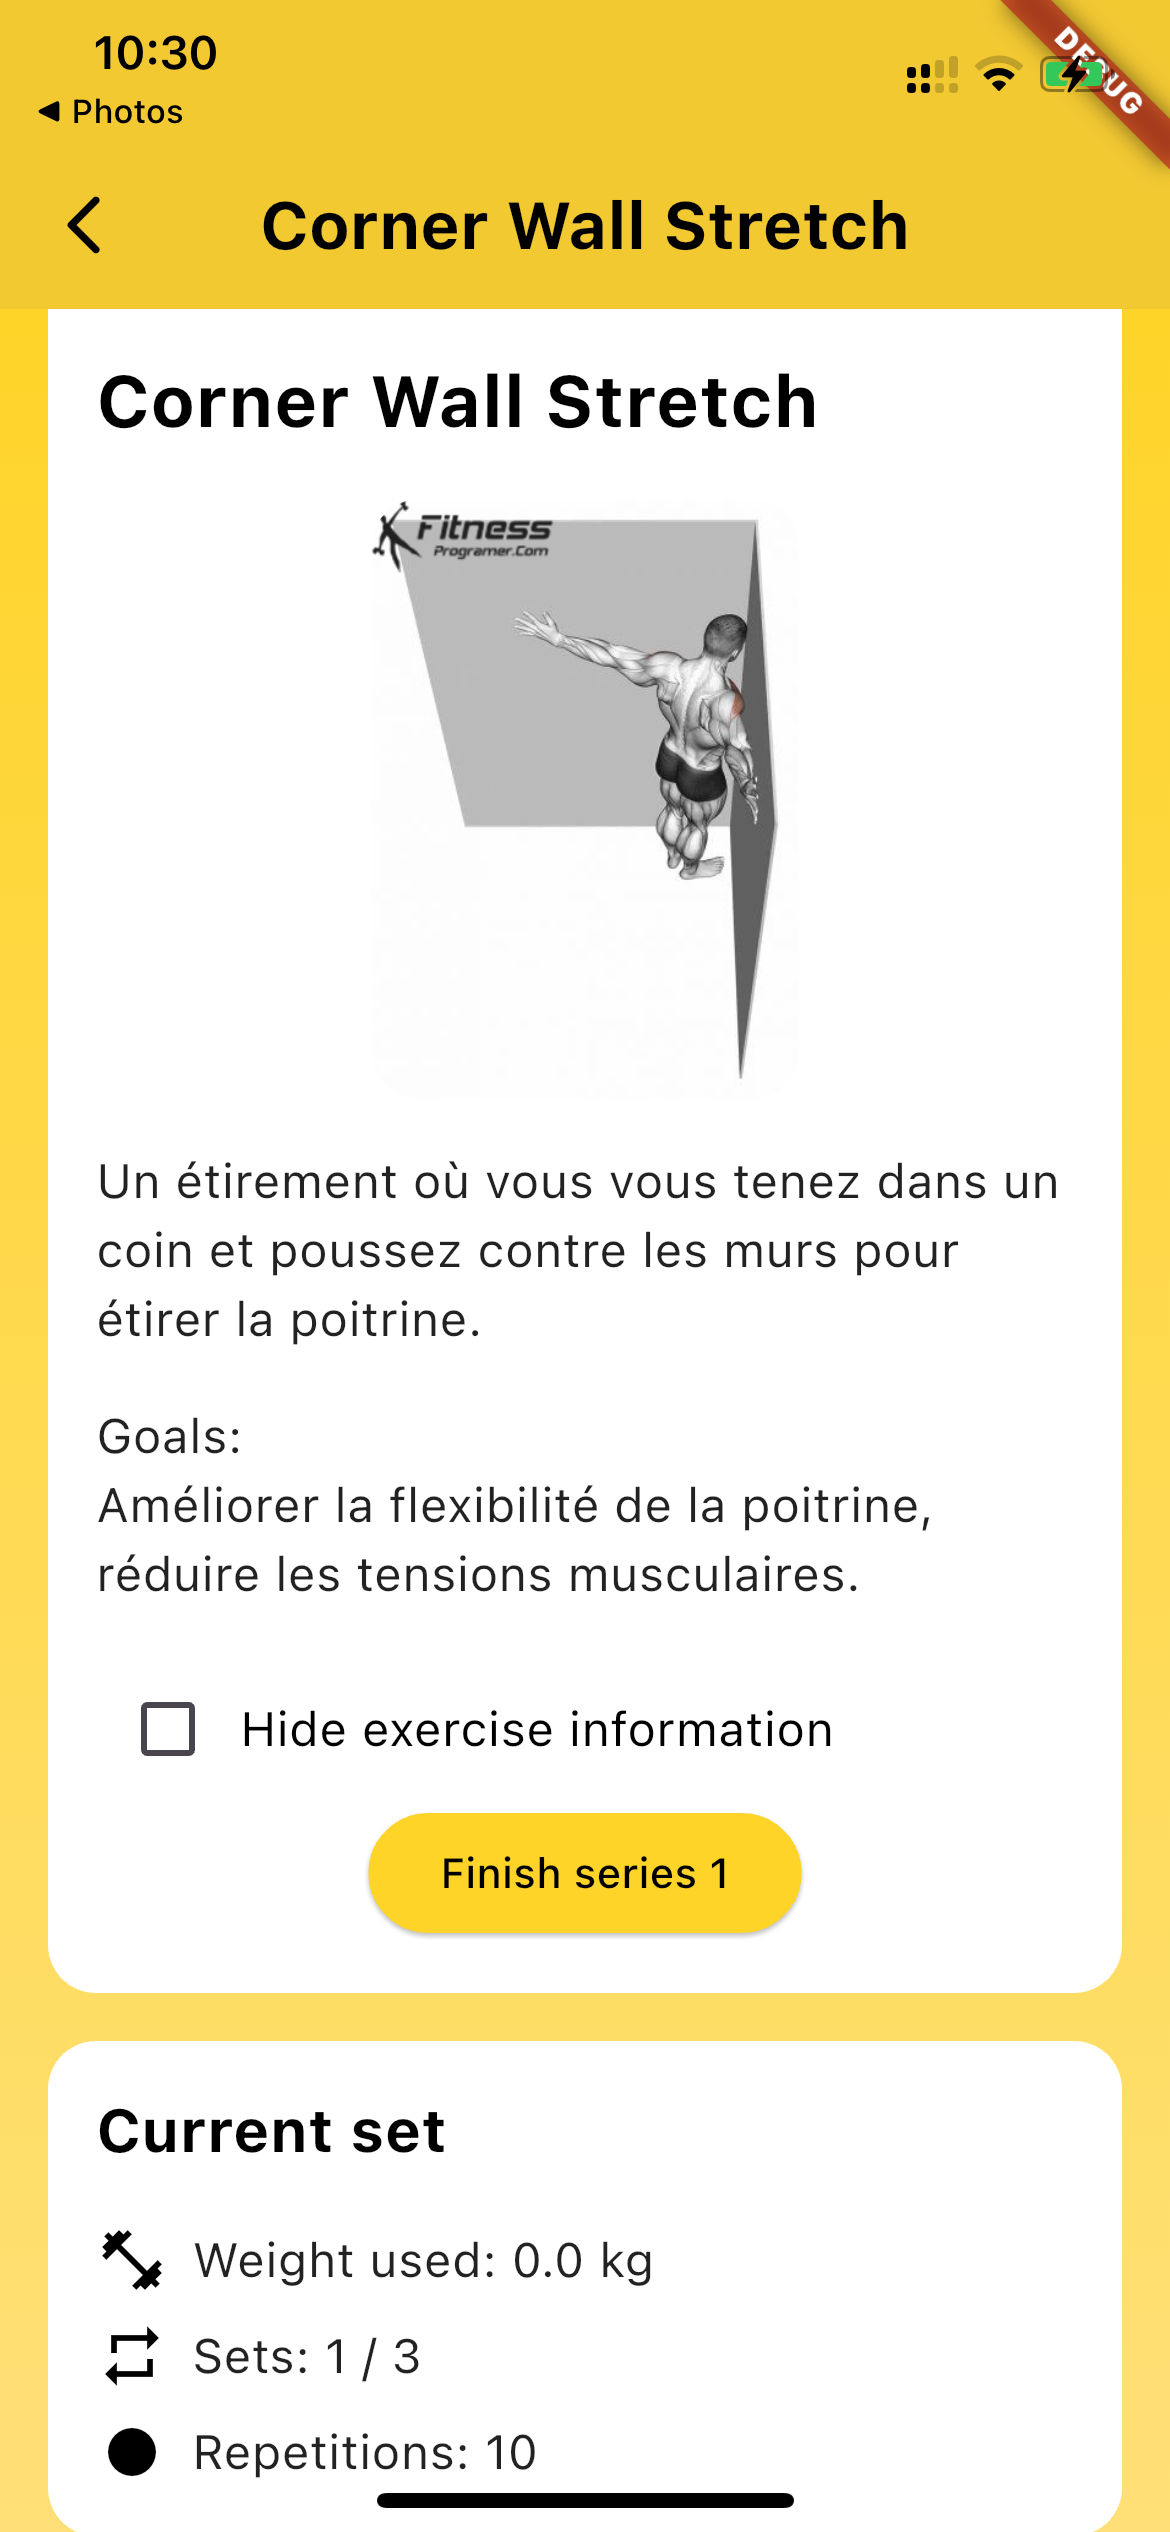 10:30
DEBUG
◀ Photos
Corner Wall Stretch
Corner Wall Stretch
Fitness
Programer.Com
Un étirement où vous vous tenez dans un
coin et poussez contre les murs pour
étirer la poitrine.
Goals:
Améliorer la flexibilité de la poitrine,
réduire les tensions musculaires.
Hide exercise information
Finish series 1
Current set
Weight used: 0.0 kg
Sets: 1 / 3
Repetitions: 10